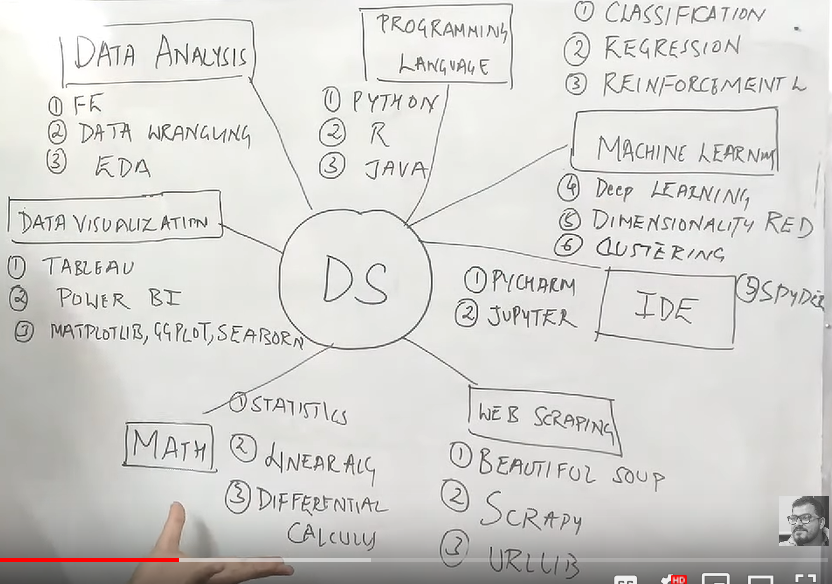 DATA ANALYSIS
① FE
② DATA WRANGLING
③ EDA
PROGRAMMING
LANGUAGE
① PYTHON
② R
③ JAVA
① CLASSIFICATION
② REGRESSION
③ REINFORCEMENT L
MACHINE LEARNING
④ Deep LEARNING
⑤ DIMENSIONALITY RED
⑥ CLUSTERING
DATA VISUALIZATION
① TABLEAU
② POWER BI
③ MATPLOTLIB, GGPLOT, SEABORN
DS
① PYCHARM
② JUPYTER
IDE
③ SPYDER
MATH
① STATISTICS
② LINEAR ALG
③ DIFFERENTIAL
CALCULUS
WEB SCRAPING
① BEAUTIFUL SOUP
② SCRAPY
③ URLLIB
CC
HD